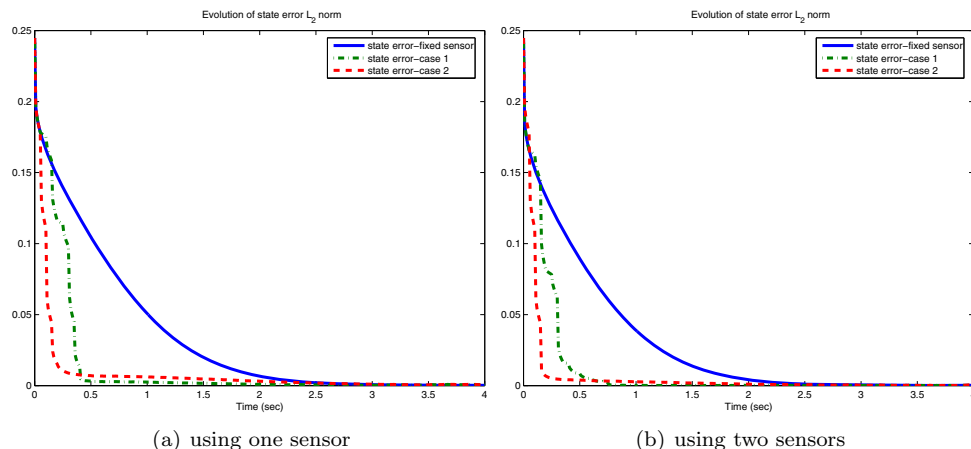 Evolution of state error L2 norm
0.25
0.2
0.15
0.1
0.05
0
0 0.5 1 1.5 2 2.5 3 3.5 4
Time (sec)
state error-fixed sensor
state error-case 1
state error-case 2
(a) using one sensor
Evolution of state error L2 norm
0.25
0.2
0.15
0.1
0.05
0
0 0.5 1 1.5 2 2.5 3 3.5 4
Time (sec)
state error-fixed sensor
state error-case 1
state error-case 2
(b) using two sensors